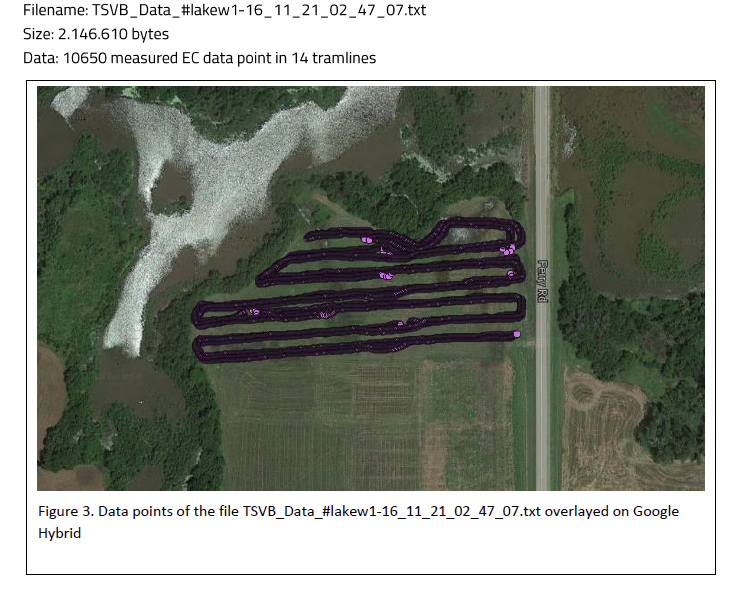 Filename: TSVB_Data_#lakew1-16_11_21_02_47_07.txt
Size: 2.146.610 bytes
Data: 10650 measured EC data point in 14 tramlines
Perry Rd
Figure 3. Data points of the file TSVB_Data_#lakew1-16_11_21_02_47_07.txt overlayed on Google
Hybrid